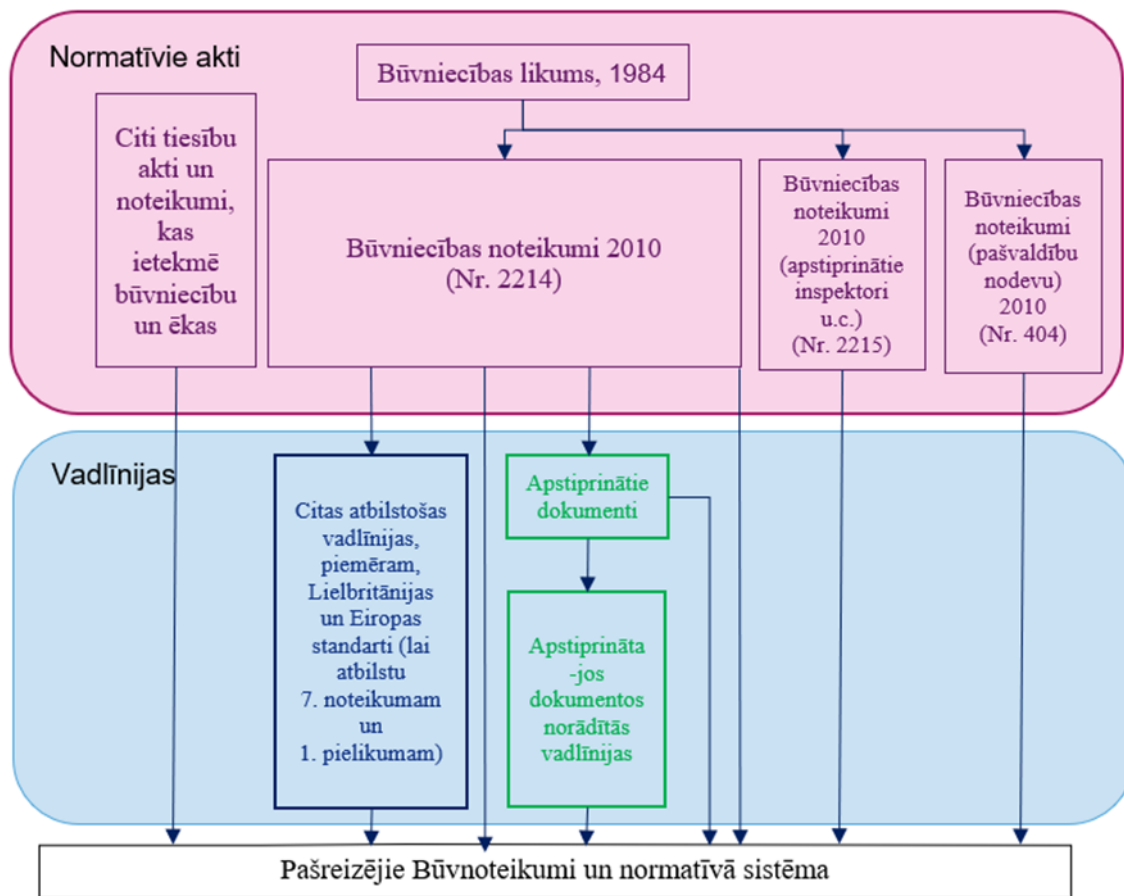 Normatīvie akti
Būvniecības likums, 1984
Citi tiesību
akti un
noteikumi,
kas
ietekmē
būvniecību
un ēkas
Būvniecības noteikumi 2010
(Nr. 2214)
Būvniecības
noteikumi
2010
(apstiprinātie
inspektori
u.c.)
(Nr. 2215)
Būvniecības
noteikumi
(pašvaldību
nodevu)
2010
(Nr. 404)
Vadlīnijas
Citas atbilstošas
vadlīnijas,
piemēram,
Lielbritānijas
un Eiropas
standarti (lai
atbilstu
7. noteikumam
un
1. pielikumam)
Apstiprinātie
dokumenti
Apstiprināta
-jos
dokumentos
norādītās
vadlīnijas
Pašreizējie Būvnoteikumi un normatīvā sistēma